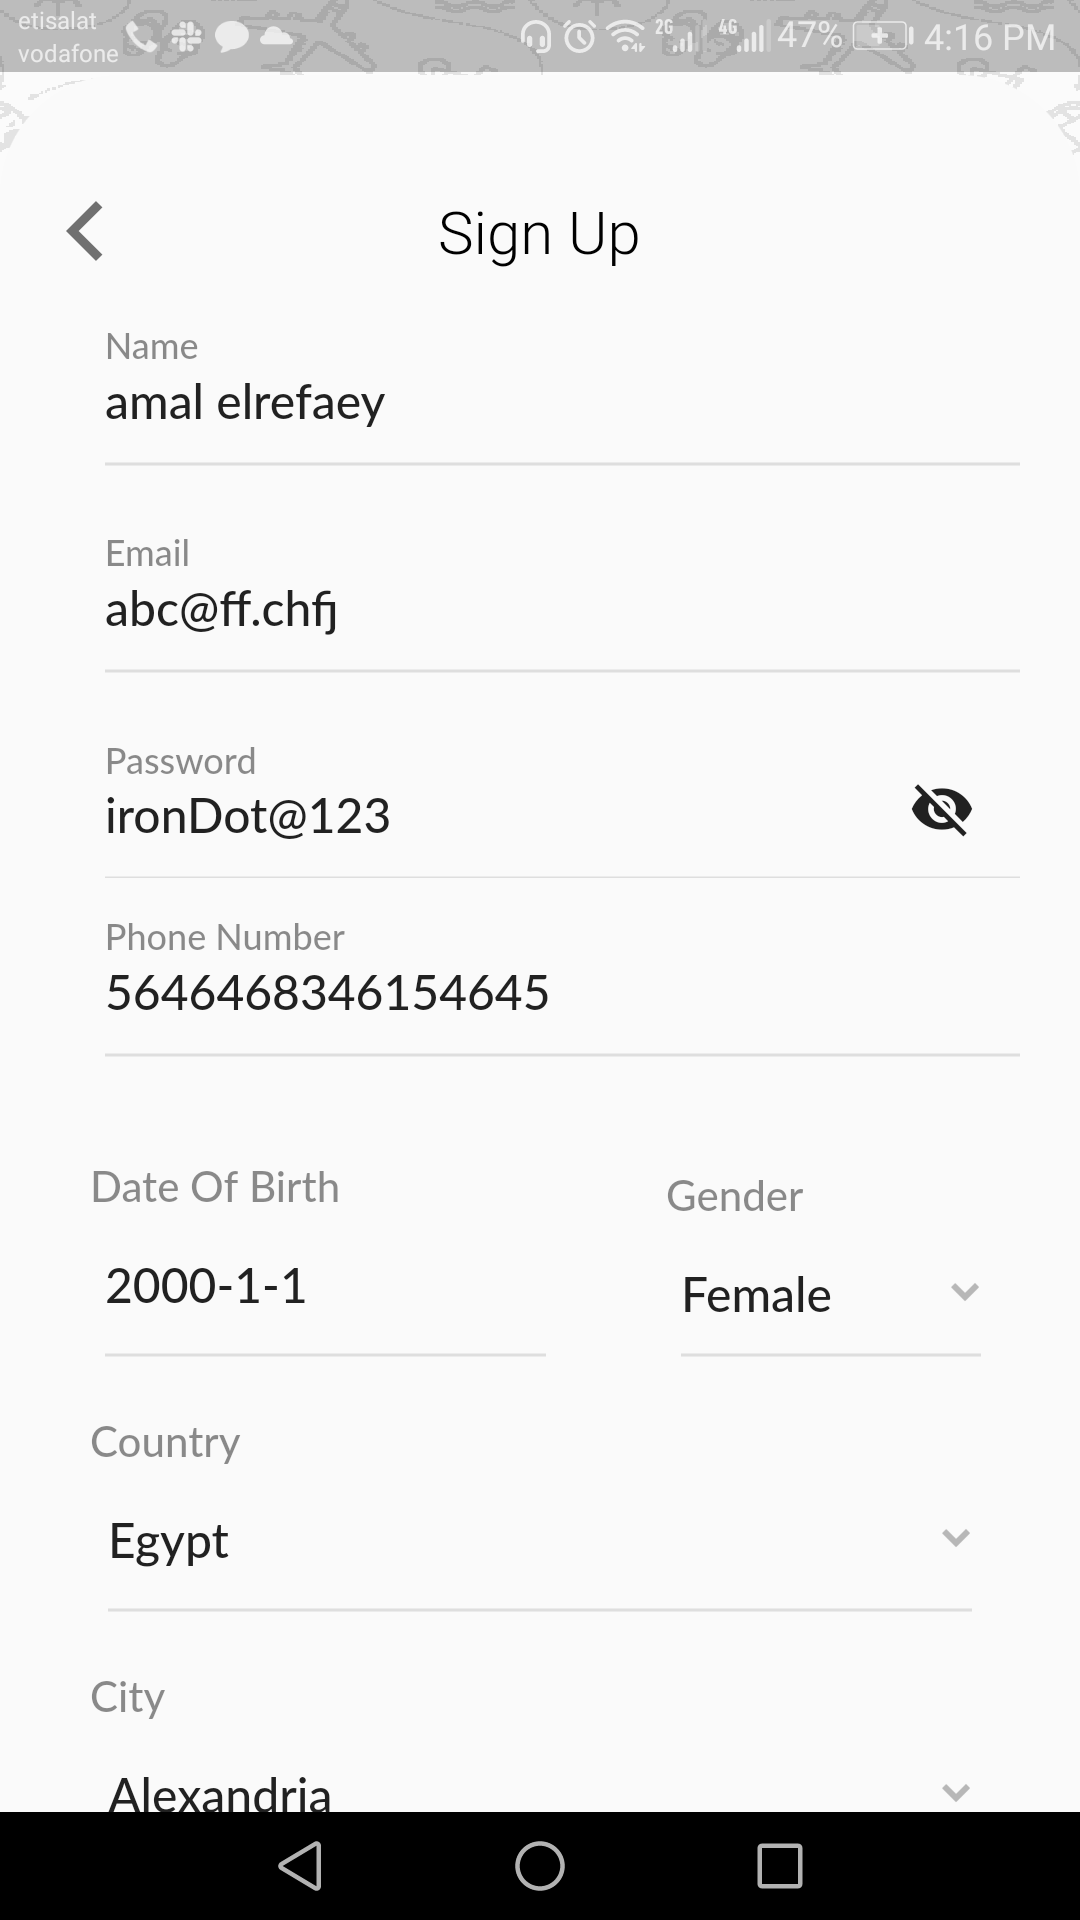 etisalat
vodafone
2G 4G 47% 4:16 PM
Sign Up
Name
amal elrefaey
Email
abc@ff.chfj
Password
ironDot@123
Phone Number
5646468346154645
Date Of Birth
Gender
2000-1-1
Female
Country
Egypt
City
Alexandria